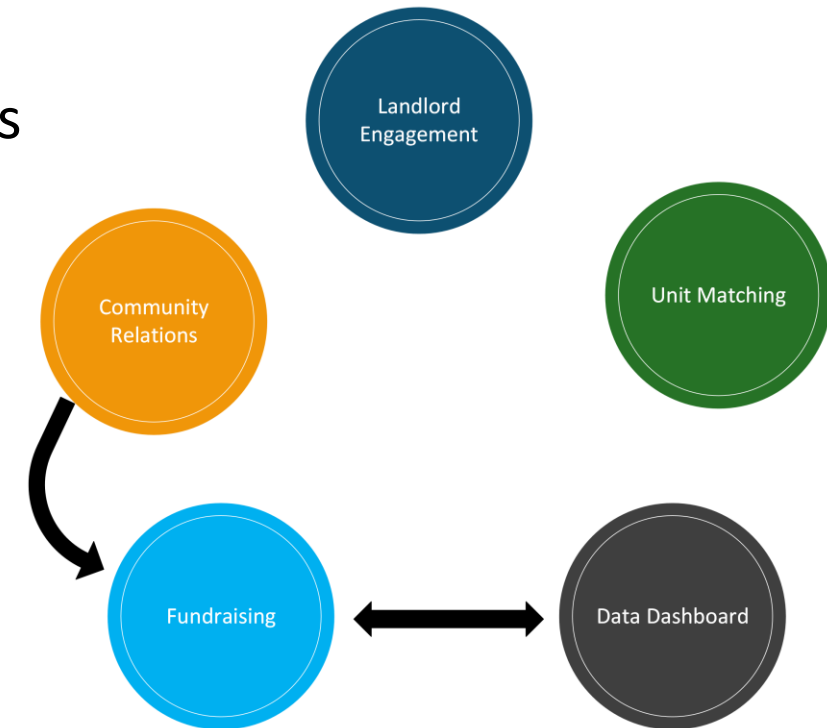 s
Landlord
Engagement
Unit Matching
Community
Relations
Fundraising
Data Dashboard